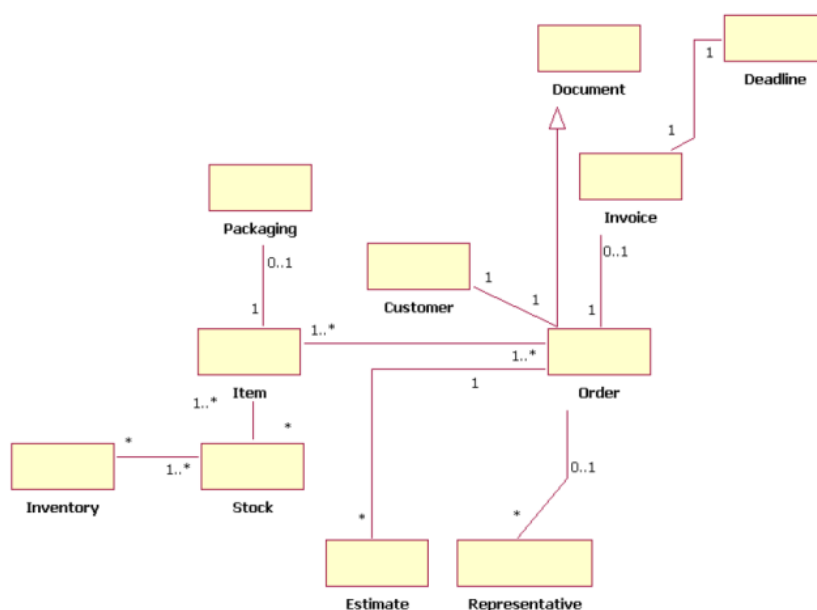 Document
1
Deadline
1
Invoice
Packaging
0..1
0..1
1
Customer
1
1
1
1..*
1..*
Item
1
Order
1..*
*
*
1..*
0..1
Inventory
Stock
*
*
Estimate
Representative